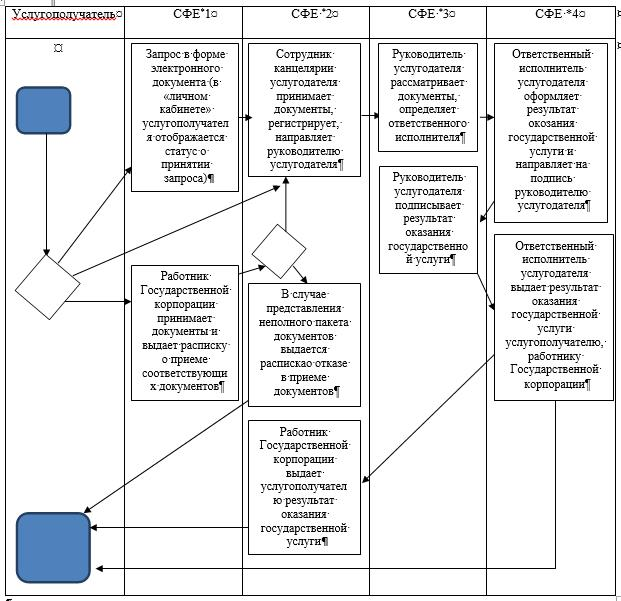 Услугополучатель¤
СФЕ*1¤
СФЕ·*2¤
СФЕ·*3¤
СФЕ·*4¤
¤
Запрос·в·форме·
электронного·
документа·(в·
«личном·
кабинете»·
услугополучател
я·отображается·
статус·о·
принятии·
запроса)¶
Сотрудник·
канцелярии·
услугодателя·
принимает·
документы,·
регистрирует,·
направляет·
руководителю·
услугодателя¶
Руководитель·
услугодателя·
рассматривает·
документы,·
определяет·
ответственного·
исполнителя¶
Ответственный·
исполнитель·
услугодателя·
оформляет·
результат·
окозания·
государственной·
услуги·и·
направляет·на·
подпись·
руководителю·
услугодателя¶
Руководитель·
услугодателя·
подписывает·
результат·
оказания·
государственно
й·услуги¶
Работник·
Государственной·
корпорации·
принимает·
документы·и·
выдает·расписку·
о·приеме·
соответствующи
х·документов¶
В·случае·
представления·
неполного·пакета·
документов·
выдается·
распискао·отказе·
в·приеме·
документов¶
Ответственный·
исполнитель·
услугодателя·
выдает·результат·
оказания·
государственной·
услуги·
услугополучателю,·
работнику·
Государственной·
корпорации¶
Работник·
Государственной·
корпорации·
выдает·
услугополучател
ю·результат·
оказания·
государственной·
услуги¶